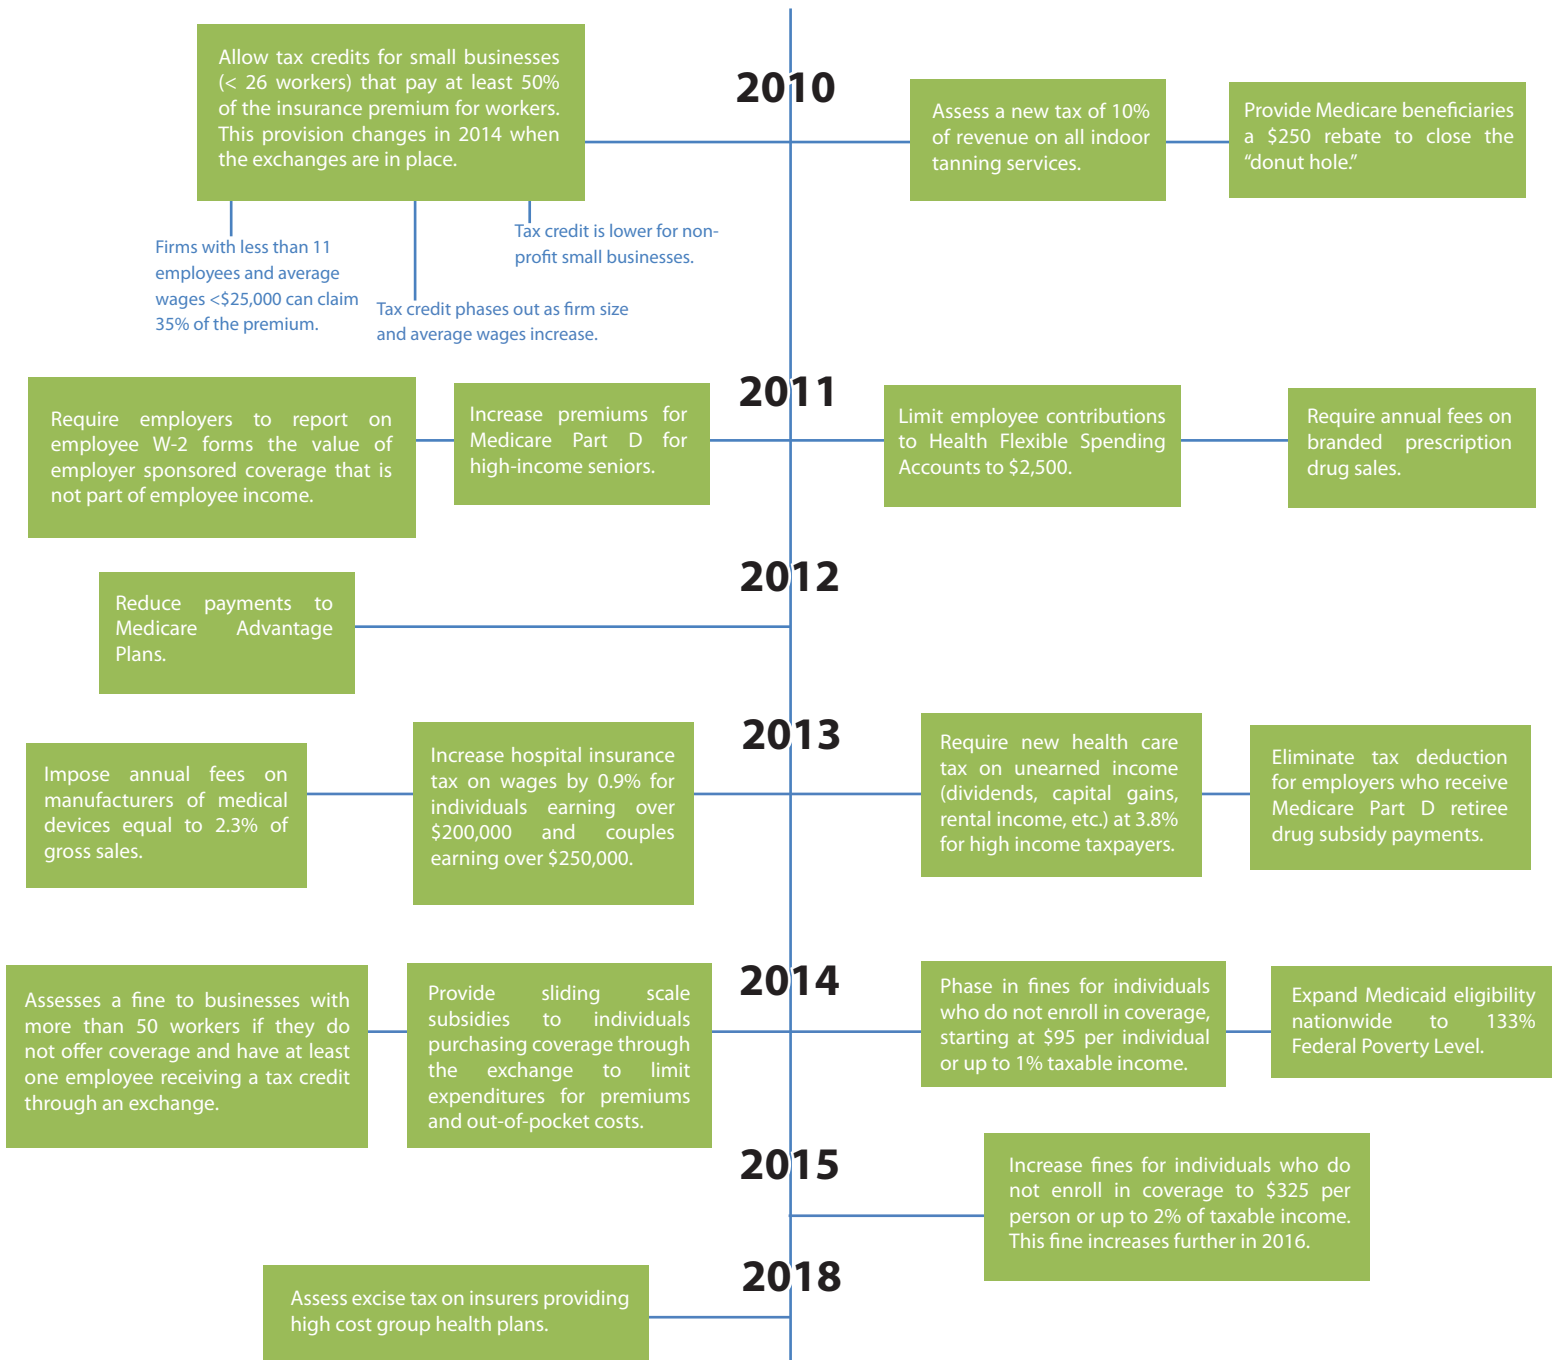 2010
Allow tax credits for small businesses
(< 26 workers) that pay at least 50%
of the insurance premium for workers.
This provision changes in 2014 when
the exchanges are in place.
Firms with less than 11
employees and average
wages <$25,000 can claim
35% of the premium.
Tax credit phases out as firm size
and average wages increase.
Tax credit is lower for non-
profit small businesses.
Assess a new tax of 10%
of revenue on all indoor
tanning services.
Provide Medicare beneficiaries
a $250 rebate to close the
“donut hole.”
2011
Require employers to report on
employee W-2 forms the value of
employer sponsored coverage that is
not part of employee income.
Increase premiums for
Medicare Part D for
high-income seniors.
Limit employee contributions
to Health Flexible Spending
Accounts to $2,500.
Require annual fees on
branded prescription
drug sales.
2012
Reduce payments to
Medicare Advantage
Plans.
2013
Impose annual fees on
manufacturers of medical
devices equal to 2.3% of
gross sales.
Increase hospital insurance
tax on wages by 0.9% for
individuals earning over
$200,000 and couples
earning over $250,000.
Require new health care
tax on unearned income
(dividends, capital gains,
rental income, etc.) at 3.8%
for high income taxpayers.
Eliminate tax deduction
for employers who receive
Medicare Part D retiree
drug subsidy payments.
2014
Assesses a fine to businesses with
more than 50 workers if they do
not offer coverage and have at least
one employee receiving a tax credit
through an exchange.
Provide sliding scale
subsidies to individuals
purchasing coverage through
the exchange to limit
expenditures for premiums
and out-of-pocket costs.
Phase in fines for individuals
who do not enroll in coverage,
starting at $95 per individual
or up to 1% taxable income.
Expand Medicaid eligibility
nationwide to 133%
Federal Poverty Level.
2015
Increase fines for individuals who do
not enroll in coverage to $325 per
person or up to 2% of taxable income.
This fine increases further in 2016.
2018
Assess excise tax on insurers providing
high cost group health plans.